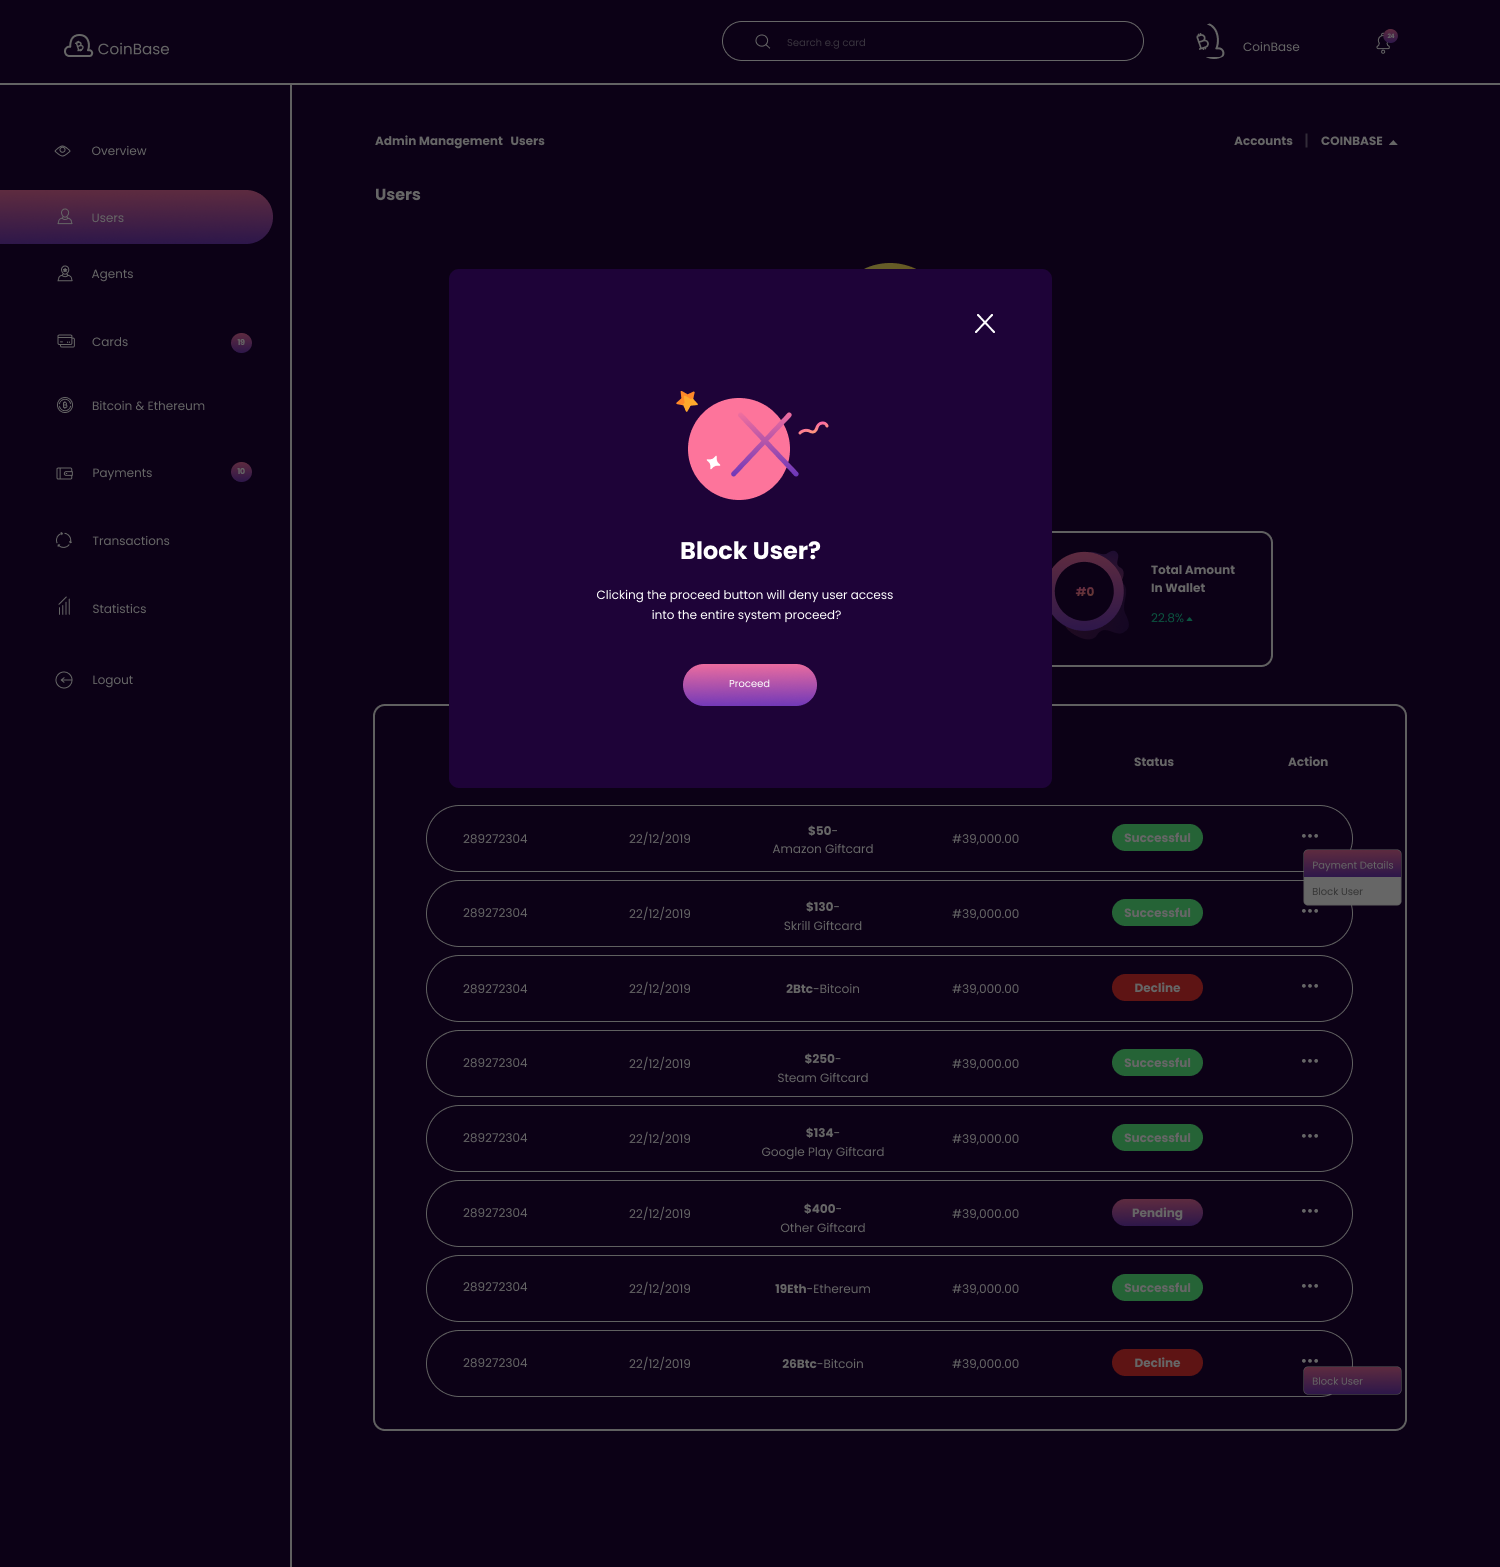 CoinBase
Search e.g card
CoinBase
34
Admin Management Users
Accounts | COINBASE
Users
Overview
Users
Agents
Cards
19
Bitcoin & Ethereum
Payments
10
Transactions
Statistics
Logout
Block User?
Clicking the proceed button will deny user access
into the entire system proceed?
Proceed
#0
Total Amount
In Wallet
22.8%
Status Action
289272304 22/12/2019 $50- #39,000.00 Successful
Amazon Giftcard
Payment Details
Block User
289272304 22/12/2019 $130- #39,000.00 Successful
Skrill Giftcard
289272304 22/12/2019 2Btc-Bitcoin #39,000.00 Decline
289272304 22/12/2019 $250- #39,000.00 Successful
Steam Giftcard
289272304 22/12/2019 $134- #39,000.00 Successful
Google Play Giftcard
289272304 22/12/2019 $400- #39,000.00 Pending
Other Giftcard
289272304 22/12/2019 19Eth-Ethereum #39,000.00 Successful
289272304 22/12/2019 26Btc-Bitcoin #39,000.00 Decline
Block User